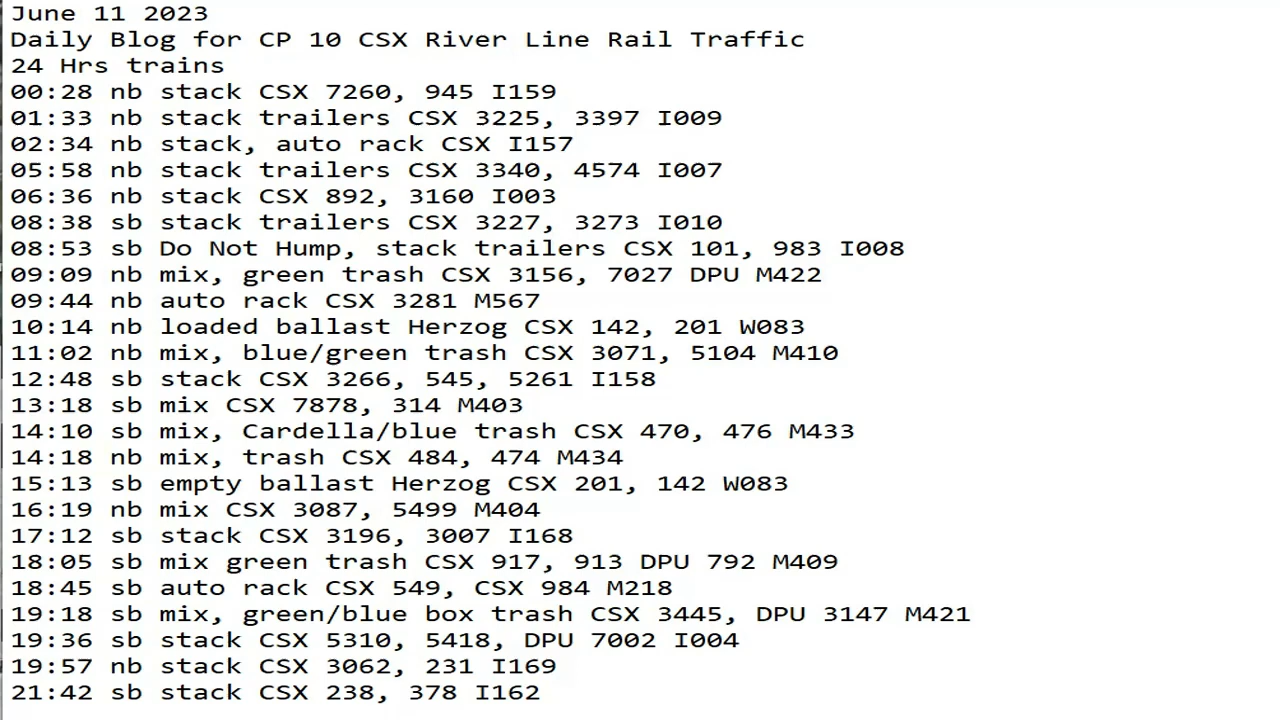 June 11 2023
Daily Blog for CP 10 CSX River Line Rail Traffic
24 Hrs trains
00:28 nb stack CSX 7260, 945 I159
01:33 nb stack trailers CSX 3225, 3397 I009
02:34 nb stack, auto rack CSX I157
05:58 nb stack trailers CSX 3340, 4574 I007
06:36 nb stack CSX 892, 3160 I003
08:38 sb stack trailers CSX 3227, 3273 I010
08:53 sb Do Not Hump, stack trailers CSX 101, 983 I008
09:09 nb mix, green trash CSX 3156, 7027 DPU M422
09:44 nb auto rack CSX 3281 M567
10:14 nb loaded ballast Herzog CSX 142, 201 W083
11:02 nb mix, blue/green trash CSX 3071, 5104 M410
12:48 sb stack CSX 3266, 545, 5261 I158
13:18 sb mix CSX 7878, 314 M403
14:10 sb mix, Cardella/blue trash CSX 470, 476 M433
14:18 nb mix, trash CSX 484, 474 M434
15:13 sb empty ballast Herzog CSX 201, 142 W083
16:19 nb mix CSX 3087, 5499 M404
17:12 sb stack CSX 3196, 3007 I168
18:05 sb mix green trash CSX 917, 913 DPU 792 M409
18:45 sb auto rack CSX 549, CSX 984 M218
19:18 sb mix, green/blue box trash CSX 3445, DPU 3147 M421
19:36 sb stack CSX 5310, 5418, DPU 7002 I004
19:57 nb stack CSX 3062, 231 I169
21:42 sb stack CSX 238, 378 I162